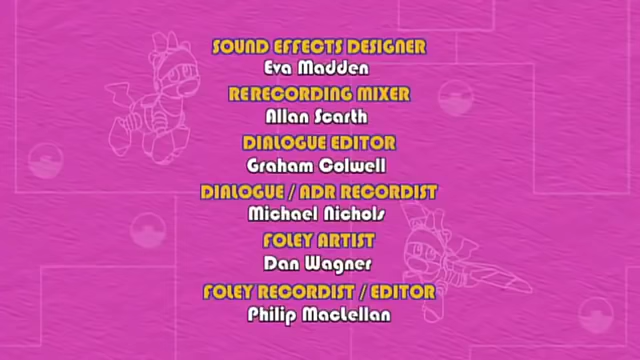 SOUND EFFECTS DESIGNER
Eva Madden
RERECORDING MIXER
Allan Scarth
DIALOGUE EDITOR
Graham Colwell
DIALOGUE / ADR RECORDIST
Michael Nichols
FOLEY ARTIST
Dan Wagner
FOLEY RECORDIST / EDITOR
Philip MacLellan